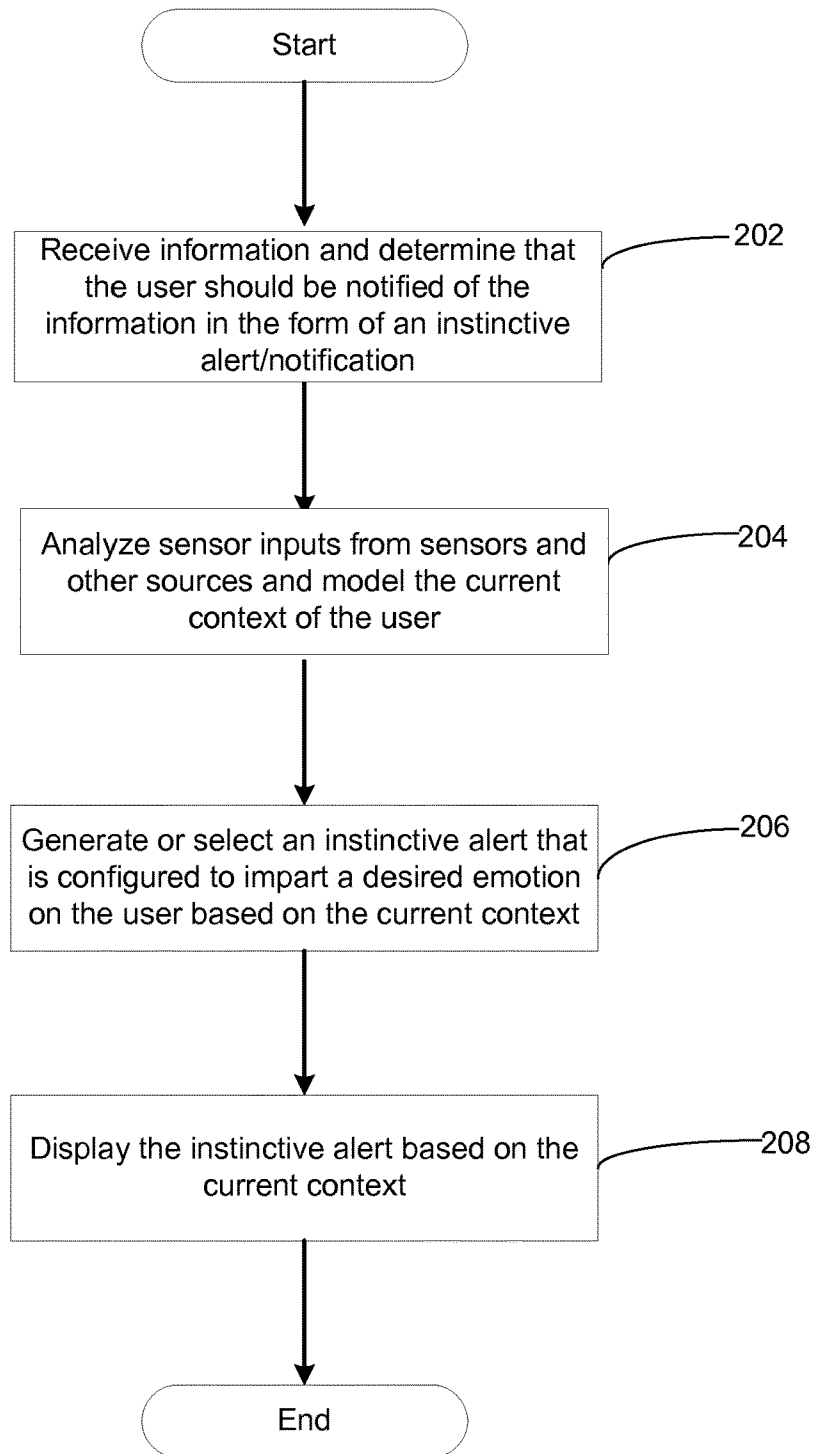 Start
Receive information and determine that
the user should be notified of the
information in the form of an instinctive
alert/notification
202
Analyze sensor inputs from sensors and
other sources and model the current
context of the user
204
Generate or select an instinctive alert that
is configured to impart a desired emotion
on the user based on the current context
206
Display the instinctive alert based on the
current context
208
End